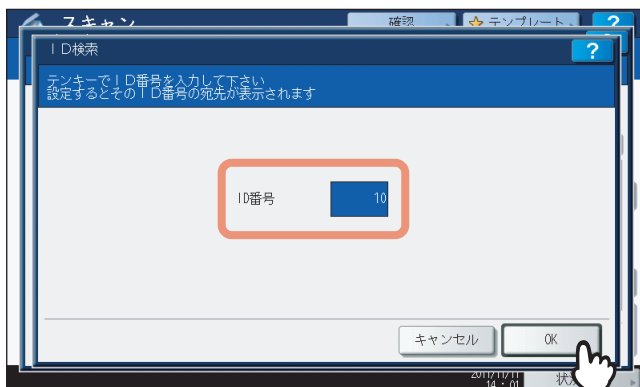 スキャン
確認
テンプレート
?
ID検索
?
テンキーでID番号を入力して下さい
設定するとそのID番号の宛先が表示されます
ID番号
10
キャンセル
OK
2011/11/11
14:01